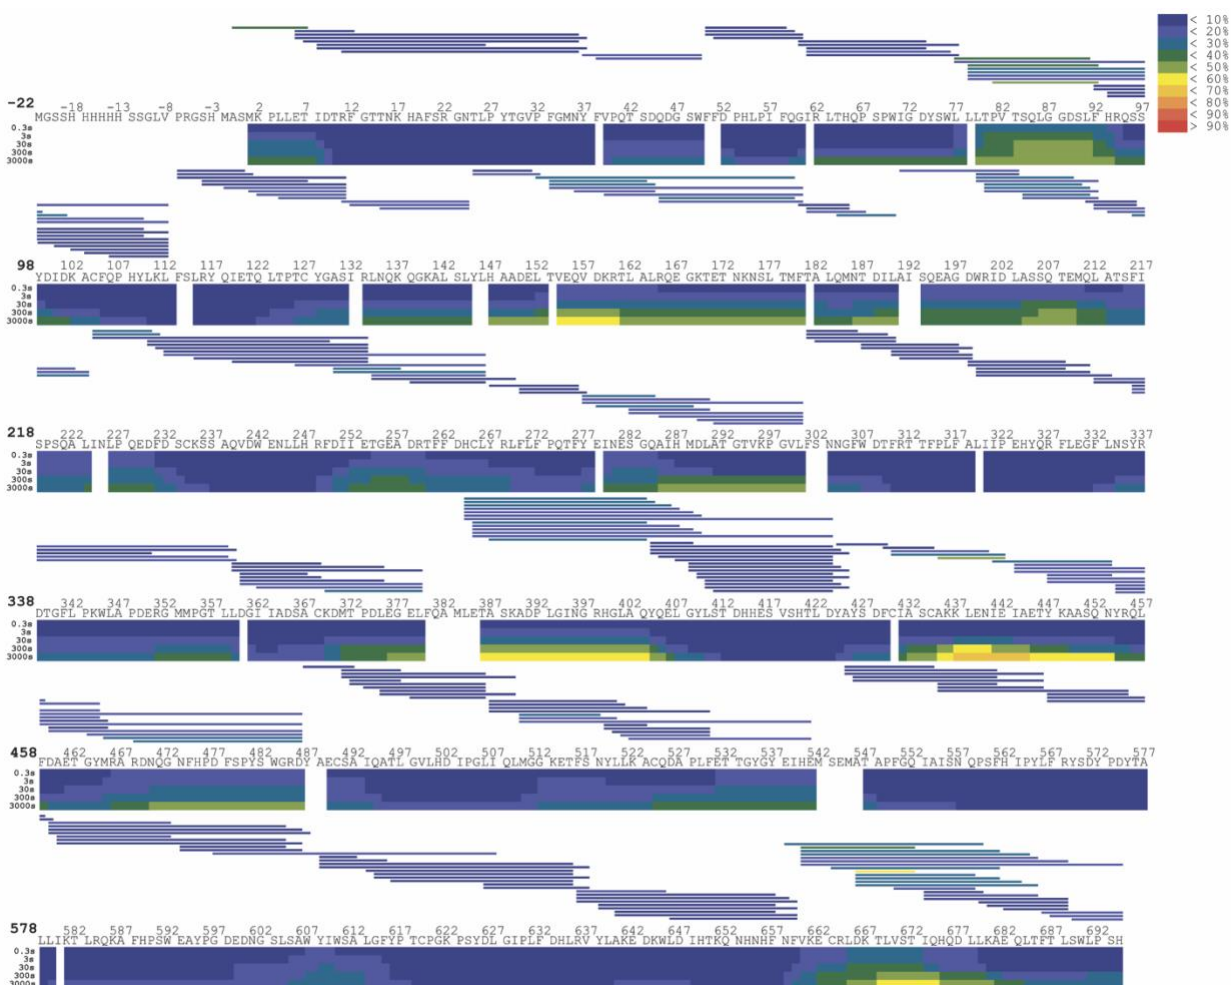 < 10%
< 20%
< 30%
< 40%
< 50%
< 60%
< 70%
< 80%
< 90%
> 90%
-22 -18 -13 -8 -3 2 7 12 17 22 27 32 37 42 47 52 57 62 67 72 77 82 87 92 97
MGSSH HHHHH SSGLV PRGSH MASMK PLLET IDTRF GTTNK HAFSR GNTLP YTGVP FGMNY FVPQT SDQDG SWFFD PHLPI FQGIR LTHQP SPWIG DYSWL LLTPV TSQLG GDSLF HRQSS
0.3s
3s
30s
300s
3000s
98 102 107 112 117 122 127 132 137 142 147 152 157 162 167 172 177 182 187 192 197 202 207 212 217
YDIDK ACFQP HYLKL FSLRY QIETQ LTPTC YGASI RLNQK QGKAL SLYLH AADEL TVEQV DKRTL ALRQE GKTET NKNSL TMFTA LQMNT DILAI SQEAG DWRID LASSQ TEMQL ATSFI
0.3s
3s
30s
300s
3000s
218 222 227 232 237 242 247 252 257 262 267 272 277 282 287 292 297 302 307 312 317 322 327 332 337
SPSQA LINLP QEDFD SCKSS AQVDW ENLLH RFDII ETGEA DRTFF DHCLY RLFLF PQTFY EINES GQAIH MDLAT GTVKP GVLFS NNGFW DTFRT TFPLF ALIIP EHYQR FLEGF LNSYR
0.3s
3s
30s
300s
3000s
338 342 347 352 357 362 367 372 377 382 387 392 397 402 407 412 417 422 427 432 437 442 447 452 457
DTGFL PKWLA PDERG MMPGT LLDGI IADSA CKDMT PDLEG ELFQA MLETA SKADP LGING RHGLA QYQEL GYLST DHHES VSHTL DYAYS DFCIA SCAKK LENIE IAETY KAASQ NYRQL
0.3s
3s
30s
300s
3000s
458 462 467 472 477 482 487 492 497 502 507 512 517 522 527 532 537 542 547 552 557 562 567 572 577
FDAET GYMRA RDNQG NFHPD FSPYS WGRDY AECSA IQATL GVLHD IPGLI QLMGG KETFS NYLLK ACQDA PLFET TGYGY EIHEM SEMAT APFGQ IAISN QPSFH IPYLF RYSDY PDYTA
0.3s
3s
30s
300s
3000s
578 582 587 592 597 602 607 612 617 622 627 632 637 642 647 652 657 662 667 672 677 682 687 692
LLIKT LRQKA FHPSW EAYPG DEDNG SLSAW YIWSA LGFYP TCPGK PSYDL GIPLF DHLRV YLAKE DKWLD IHTKQ NHNHF NFVKE CRLDK TLVST IQHQD LLKAE QLTFT LSWLP SH
0.3s
3s
30s
300s
3000s